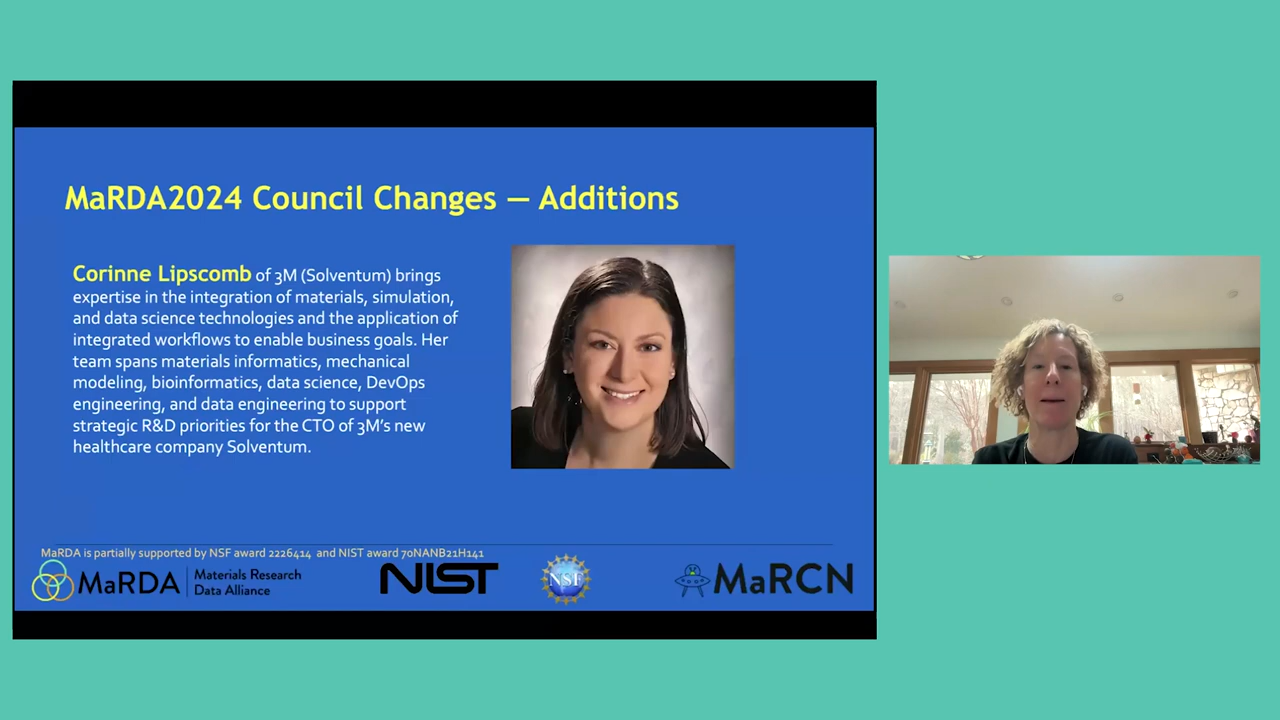 MaRDA2024 Council Changes — Additions
Corinne Lipscomb of 3M (Solventum) brings
expertise in the integration of materials, simulation,
and data science technologies and the application of
integrated workflows to enable business goals. Her
team spans materials informatics, mechanical
modeling, bioinformatics, data science, DevOps
engineering, and data engineering to support
strategic R&D priorities for the CTO of 3M's new
healthcare company Solventum.
MaRDA is partially supported by NSF award 2226414 and NIST award 70NANB21H141
MaRDA
Materials Research
Data Alliance
NIST
NSF
MaRCN